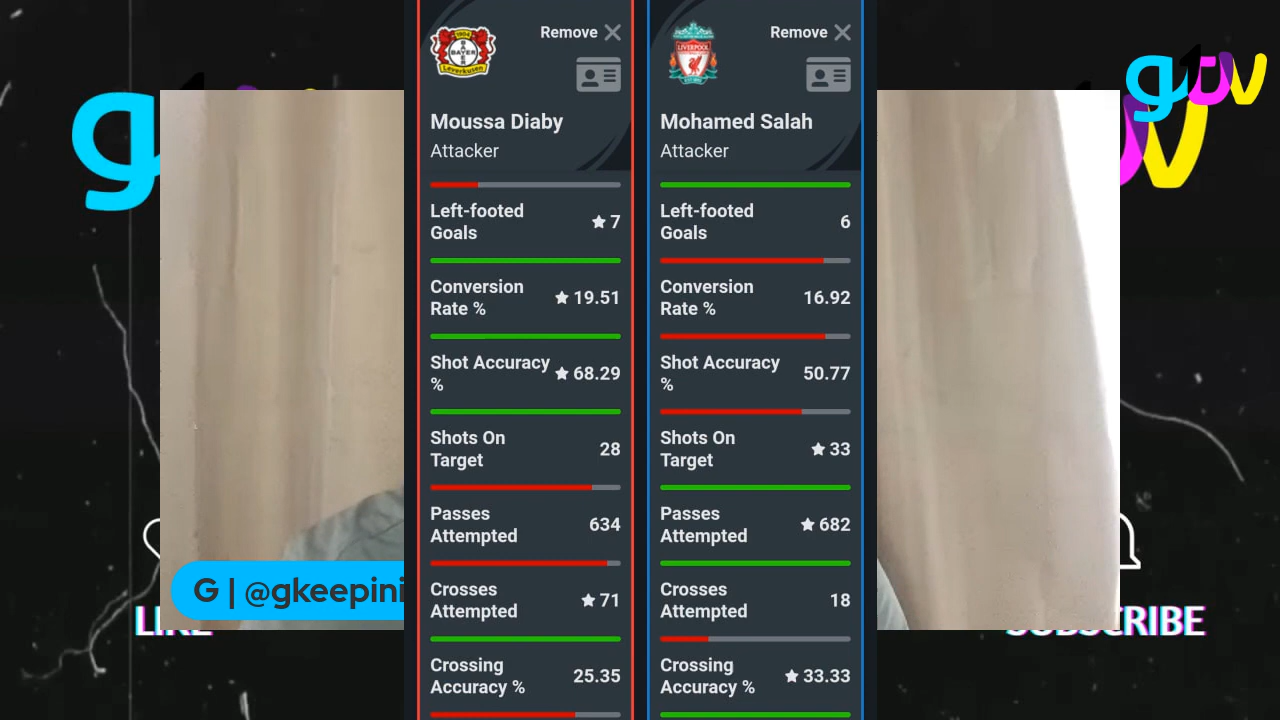 g
gtv
Remove
Moussa Diaby
Attacker
Left-footed
Goals
7
Conversion
Rate %
19.51
Shot Accuracy
%
68.29
Shots On
Target
28
Passes
Attempted
634
Crosses
Attempted
71
Crossing
Accuracy %
25.35
Remove
Mohamed Salah
Attacker
Left-footed
Goals
6
Conversion
Rate %
16.92
Shot Accuracy
%
50.77
Shots On
Target
33
Passes
Attempted
682
Crosses
Attempted
18
Crossing
Accuracy %
33.33
G | @gkeepini
LIKE
SUBSCRIBE